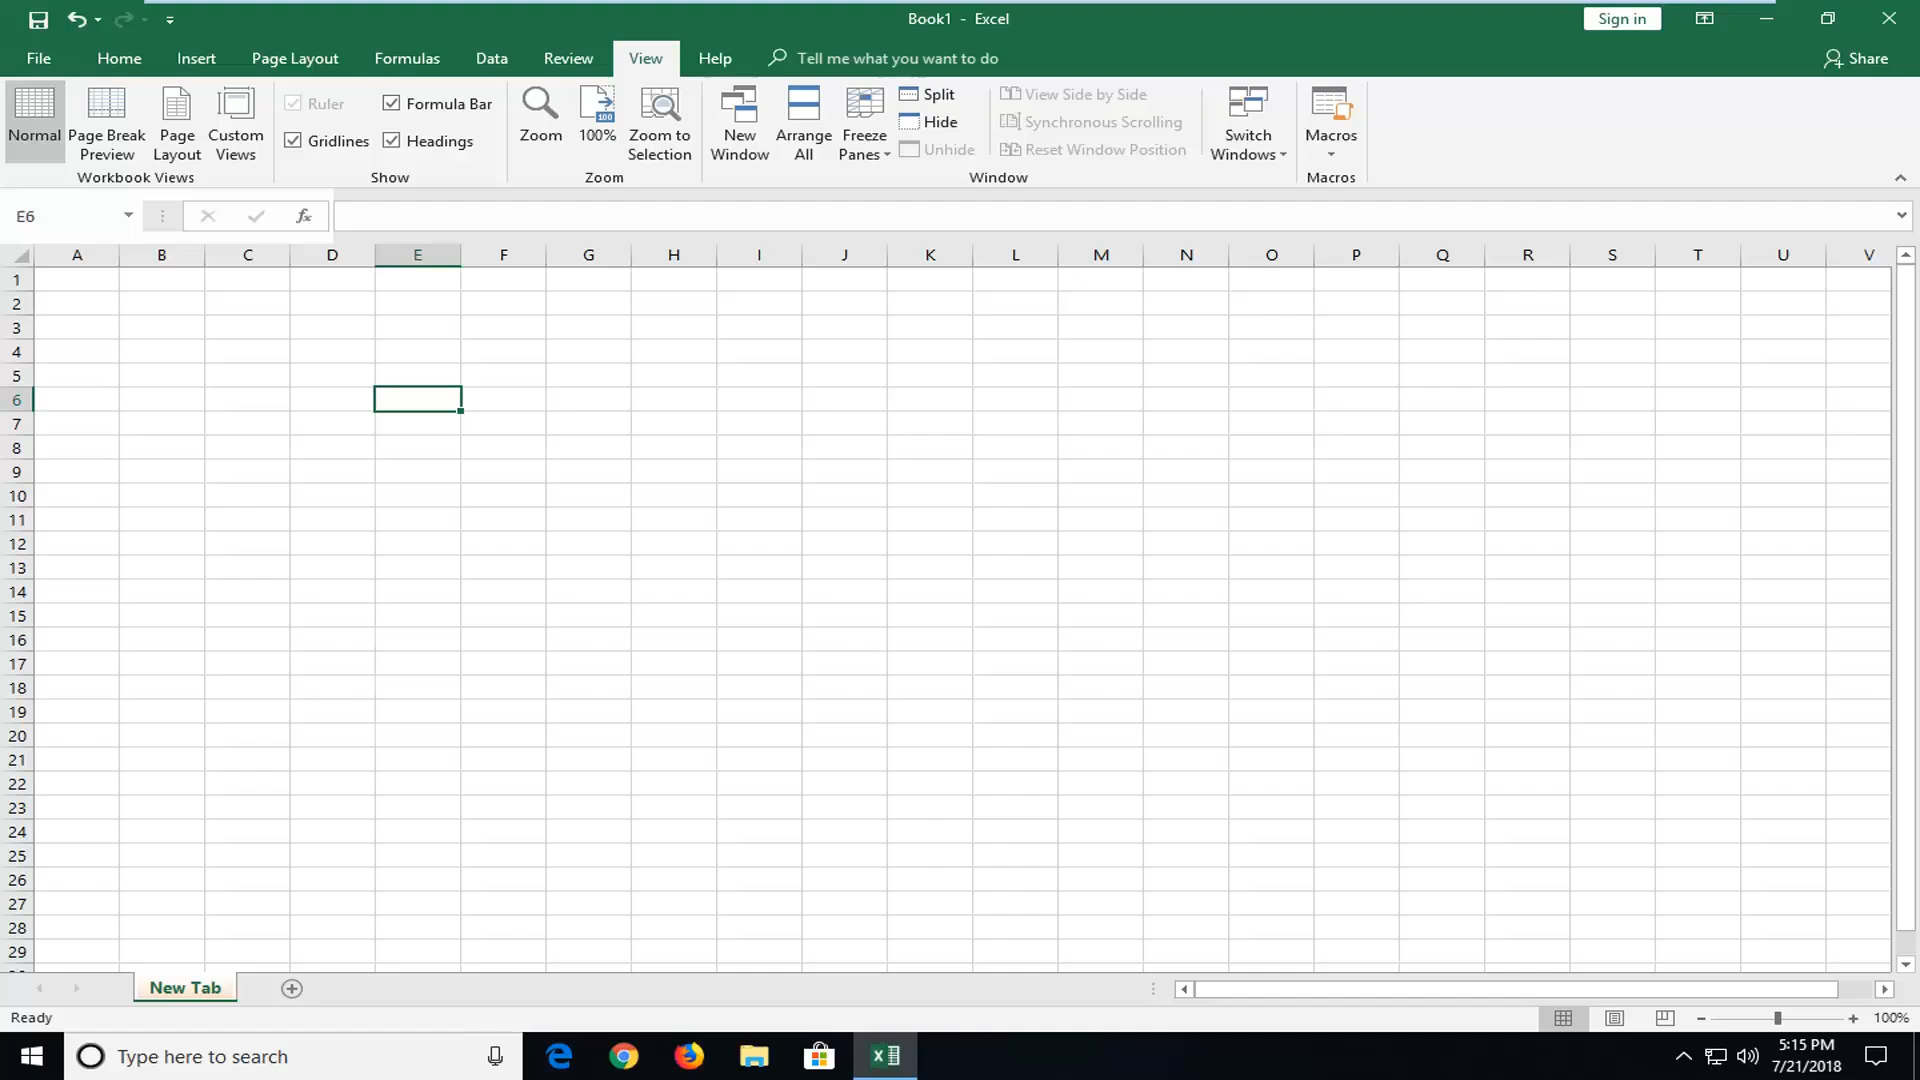 Book1 - Excel
Sign in
File Home Insert Page Layout Formulas Data Review View Help Tell me what you want to do Share
Normal
Page Break Preview
Page Layout
Custom Views
Workbook Views
Ruler
Formula Bar
Gridlines
Headings
Show
Zoom
100
100%
Zoom to Selection
Zoom
New Window
Arrange All
Freeze Panes
Split
Hide
Unhide
View Side by Side
Synchronous Scrolling
Reset Window Position
Window
Switch Windows
Macros
Macros
E6
fx
A B C D E F G H I J K L M N O P Q R S T U V
1
2
3
4
5
6
7
8
9
10
11
12
13
14
15
16
17
18
19
20
21
22
23
24
25
26
27
28
29
New Tab
Ready
100%
Type here to search
5:15 PM
7/21/2018